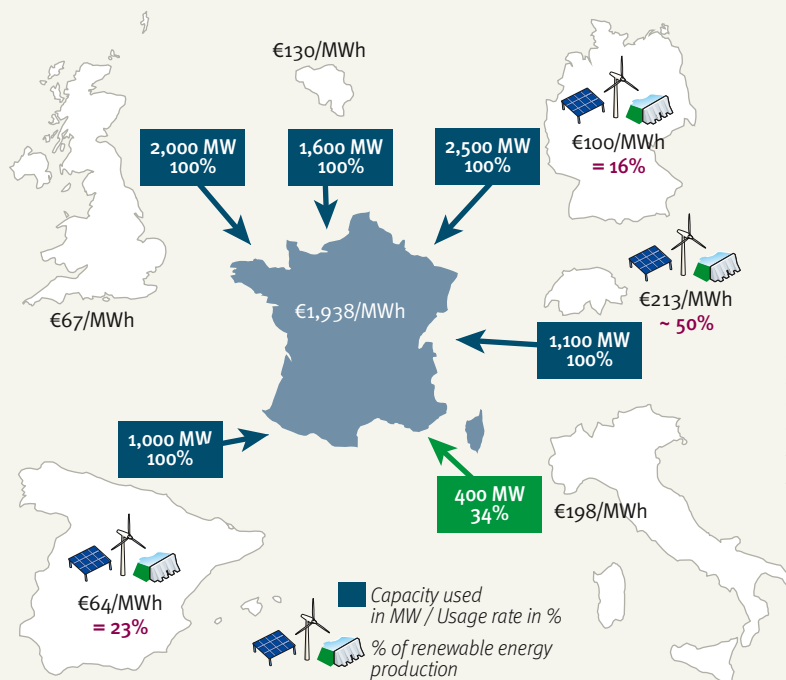 €130/MWh
2,000 MW
100%
1,600 MW
100%
2,500 MW
100%
€100/MWh
= 16%
€67/MWh
€1,938/MWh
€213/MWh
~ 50%
1,100 MW
100%
1,000 MW
100%
400 MW
34%
€198/MWh
€64/MWh
= 23%
Capacity used
in MW / Usage rate in %
% of renewable energy
production